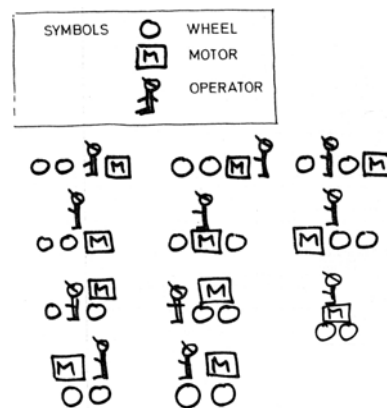 SYMBOLS WHEEL
M MOTOR
OPERATOR
M M M
M M M
M M M
M M